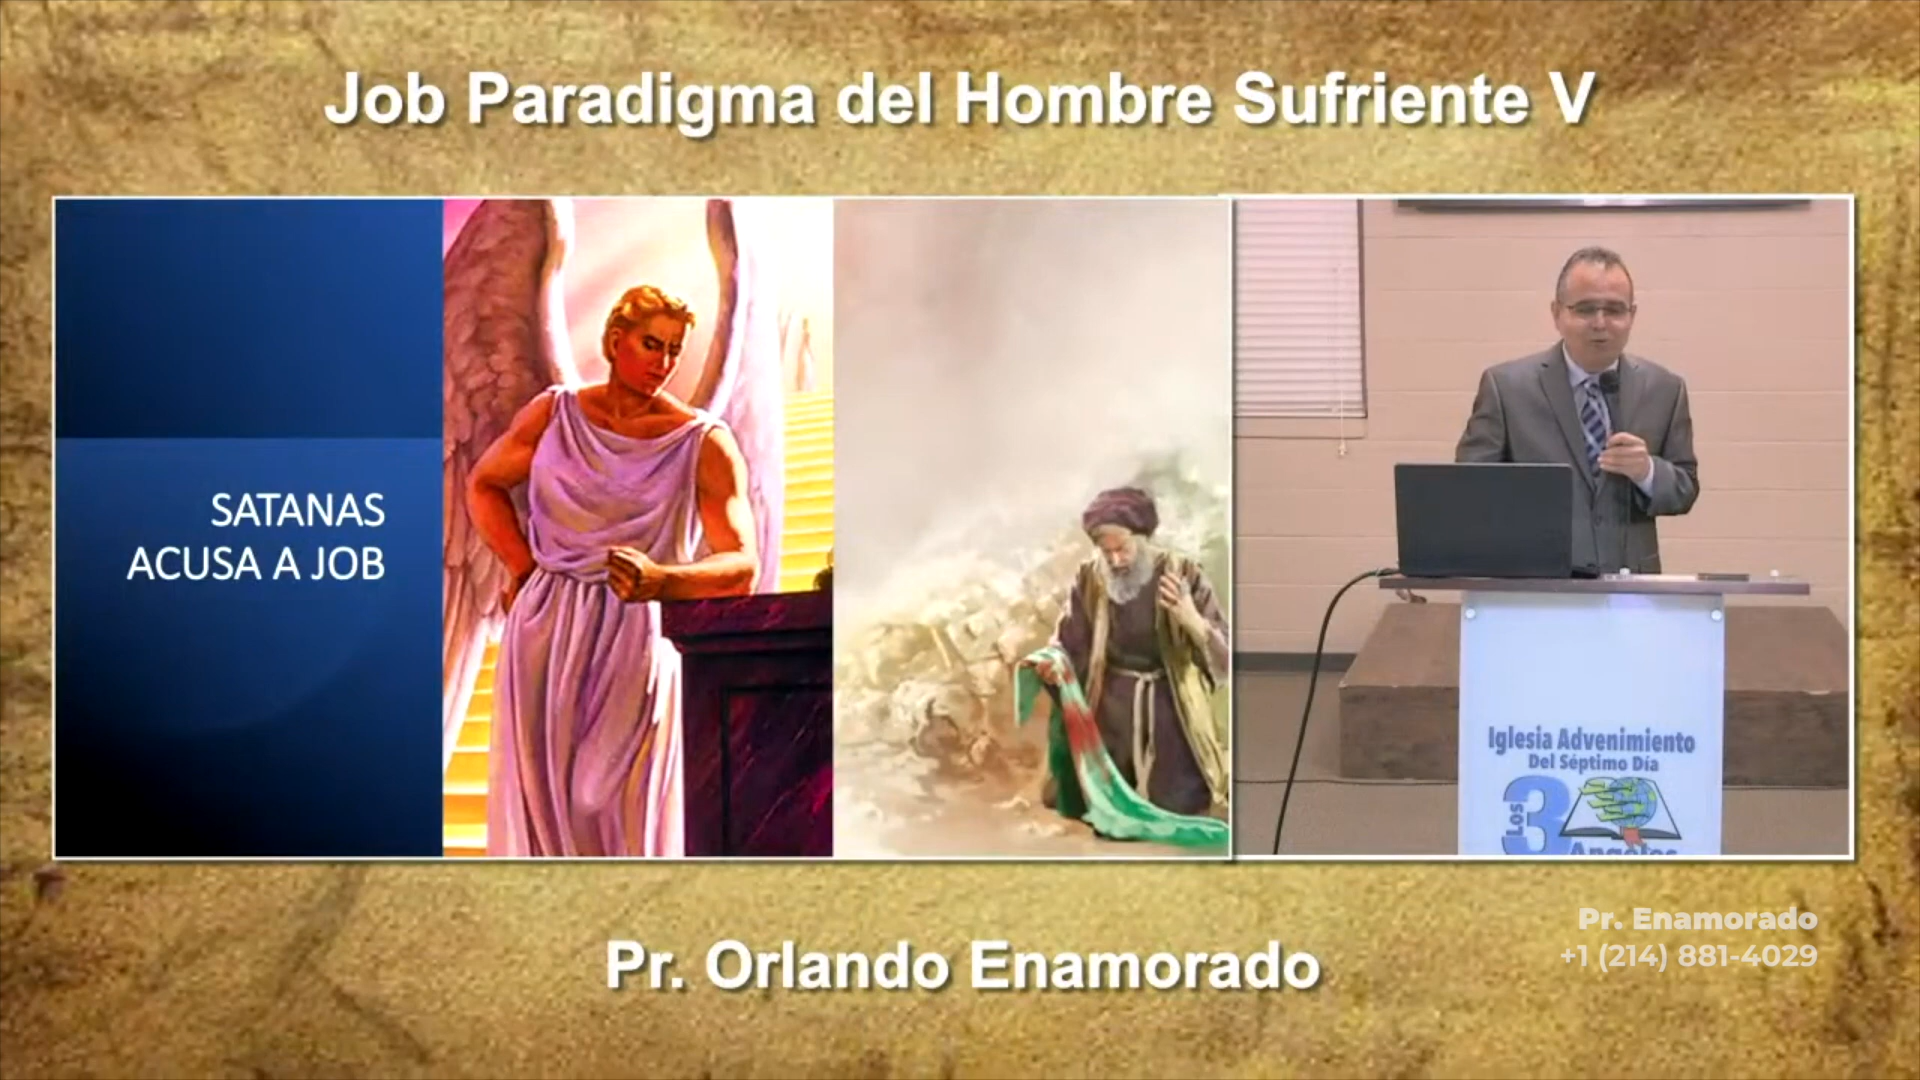 Job Paradigma del Hombre Sufriente V
SATANAS
ACUSA A JOB
Iglesia Advenimiento
Del Séptimo Día
Los 3
Angeles
Pr. Enamorado
+1 (214) 881-4029
Pr. Orlando Enamorado